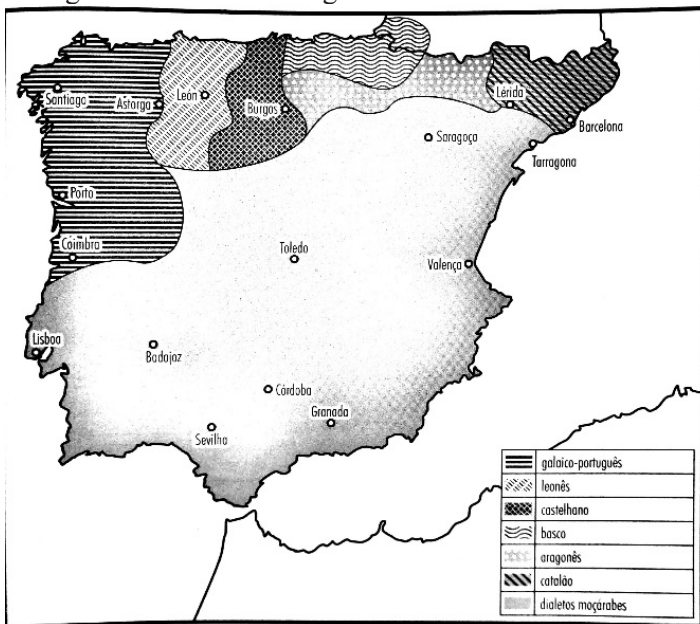 Santiago
Astorga
León
Burgos
Lérida
Barcelona
Saragoça
Tarragona
Porto
Coimbra
Toledo
Valença
Lisboa
Badajoz
Córdoba
Granada
Sevilha
galaico-português
leonês
castelhano
basco
aragonês
catalão
dialetos moçárabes